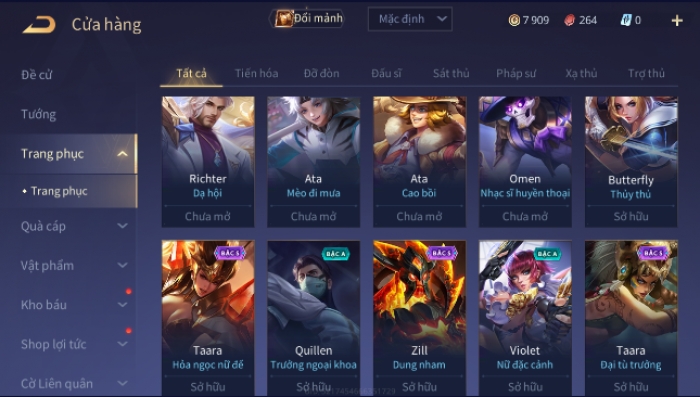 Cửa hàng
Đổi mảnh
Mặc định
7 909
264
0
Đề cử
Tướng
Trang phục
Trang phục
Quà cáp
Vật phẩm
Kho báu
Shop lợi tức
Cờ Liên quân
Tất cả Tiến hóa Đỡ đòn Đấu sĩ Sát thủ Pháp sư Xạ thủ Trợ thủ
Richter
Dạ hội
Chưa mở
Ata
Mèo đi mưa
Chưa mở
Ata
Cao bồi
Chưa mở
Omen
Nhạc sĩ huyền thoại
Chưa mở
Butterfly
Thủy thủ
Sở hữu
BẬC S
Taara
Hỏa ngọc nữ đế
Sở hữu
BẬC A
Quillen
Trưởng ngoại khoa
Sở hữu
BẬC S
Zill
Dung nham
Sở hữu
BẬC A
Violet
Nữ đặc cảnh
Sở hữu
BẬC S
Taara
Đại tù trưởng
Sở hữu